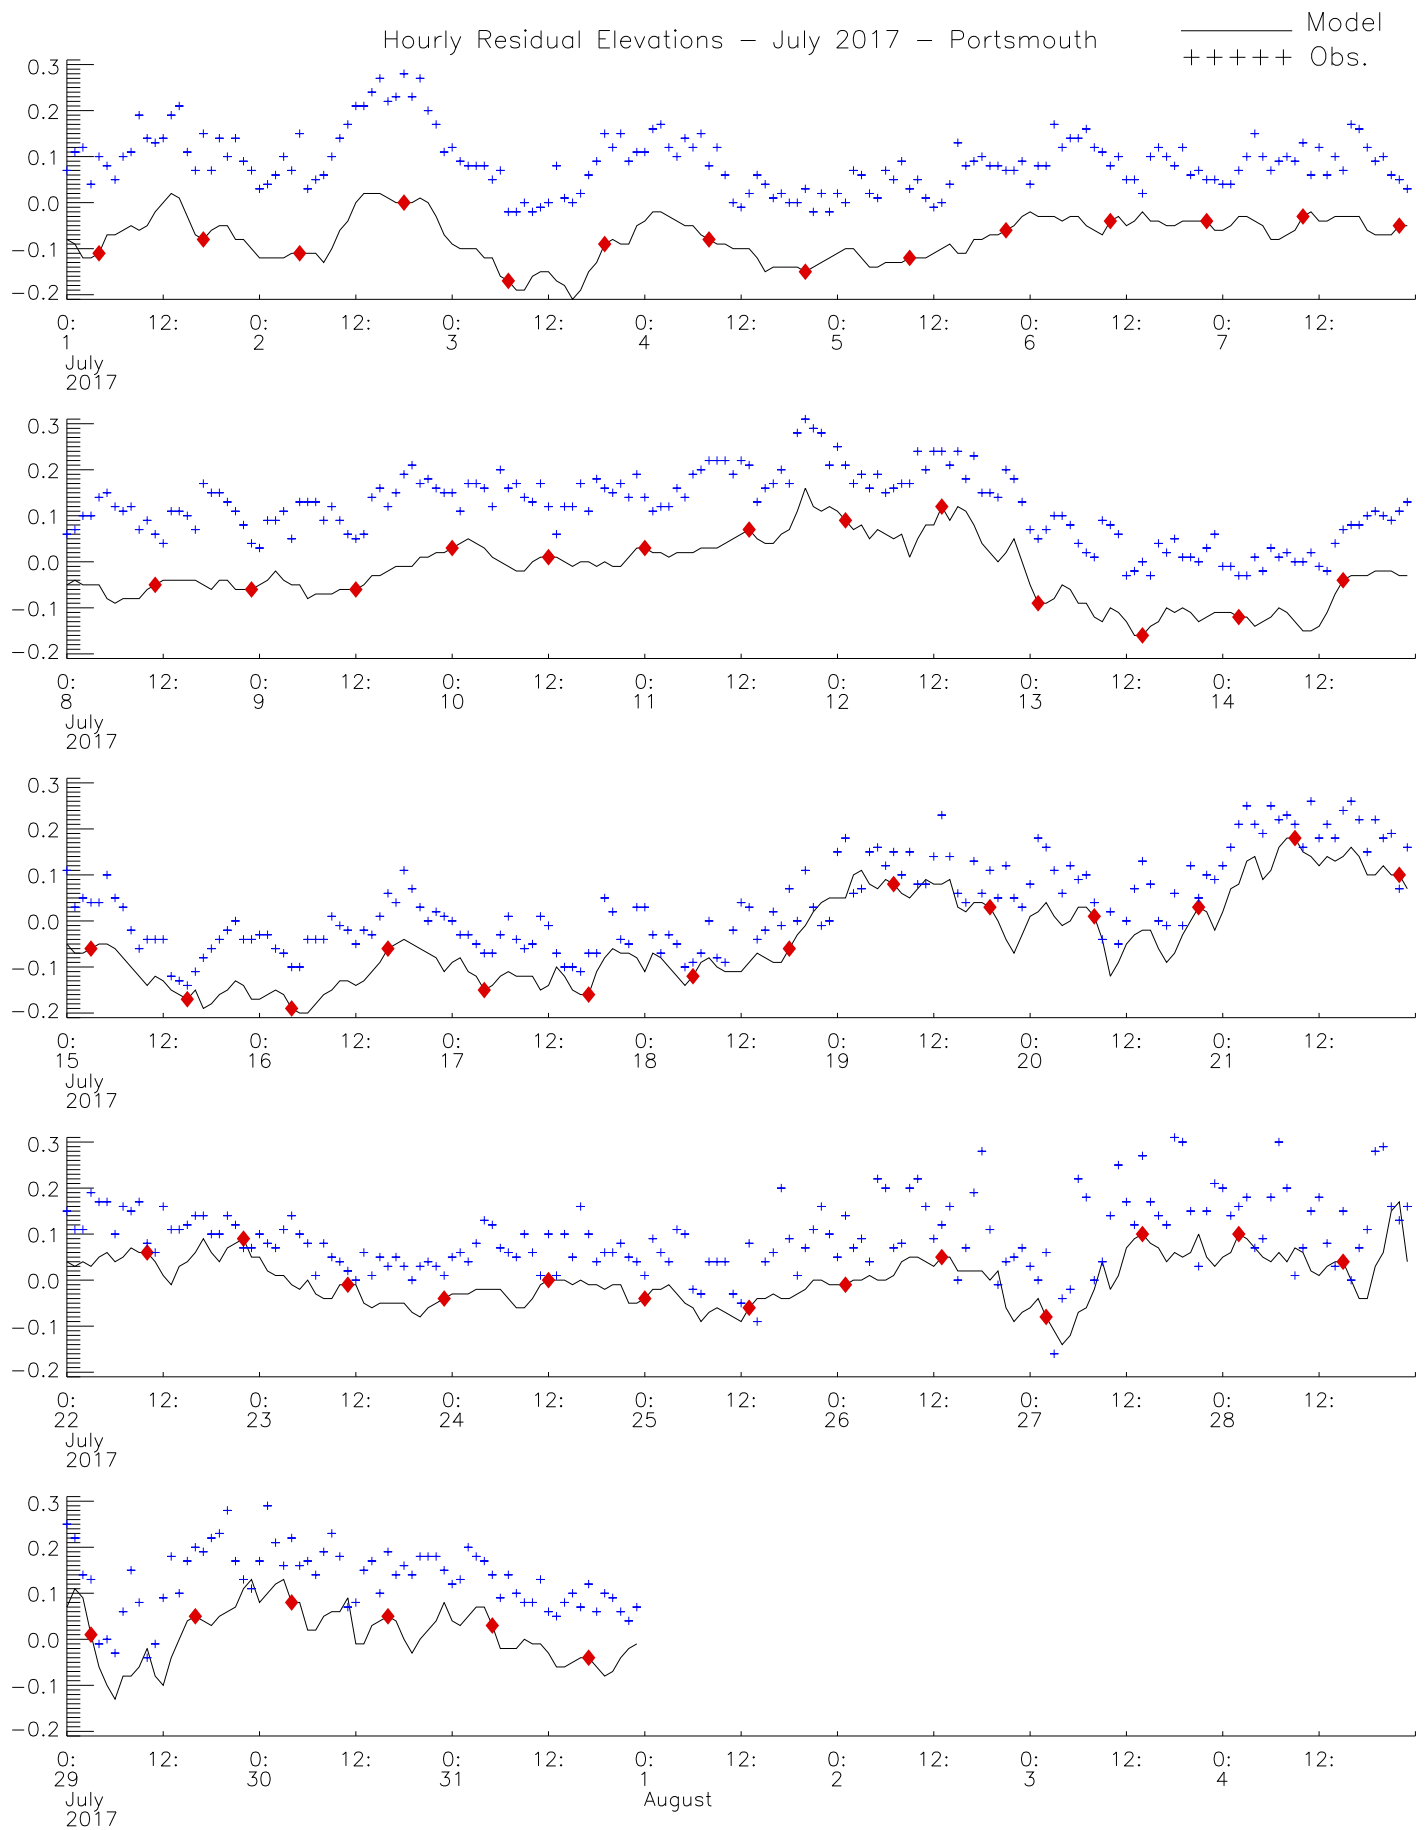 Hourly Residual Elevations – July 2017 – Portsmouth
Model
+++++ Obs.
0.3
0.2
0.1
0.0
−0.1
−0.2
0: 12: 0: 12: 0: 12: 0: 12: 0: 12: 0: 12: 0: 12:
1 2 3 4 5 6 7
July
2017
0.3
0.2
0.1
0.0
−0.1
−0.2
0: 12: 0: 12: 0: 12: 0: 12: 0: 12: 0: 12: 0: 12:
8 9 10 11 12 13 14
July
2017
0.3
0.2
0.1
0.0
−0.1
−0.2
0: 12: 0: 12: 0: 12: 0: 12: 0: 12: 0: 12: 0: 12:
15 16 17 18 19 20 21
July
2017
0.3
0.2
0.1
0.0
−0.1
−0.2
0: 12: 0: 12: 0: 12: 0: 12: 0: 12: 0: 12: 0: 12:
22 23 24 25 26 27 28
July
2017
0.3
0.2
0.1
0.0
−0.1
−0.2
0: 12: 0: 12: 0: 12: 0: 12: 0: 12: 0: 12: 0: 12:
29 30 31 1 2 3 4
July August
2017